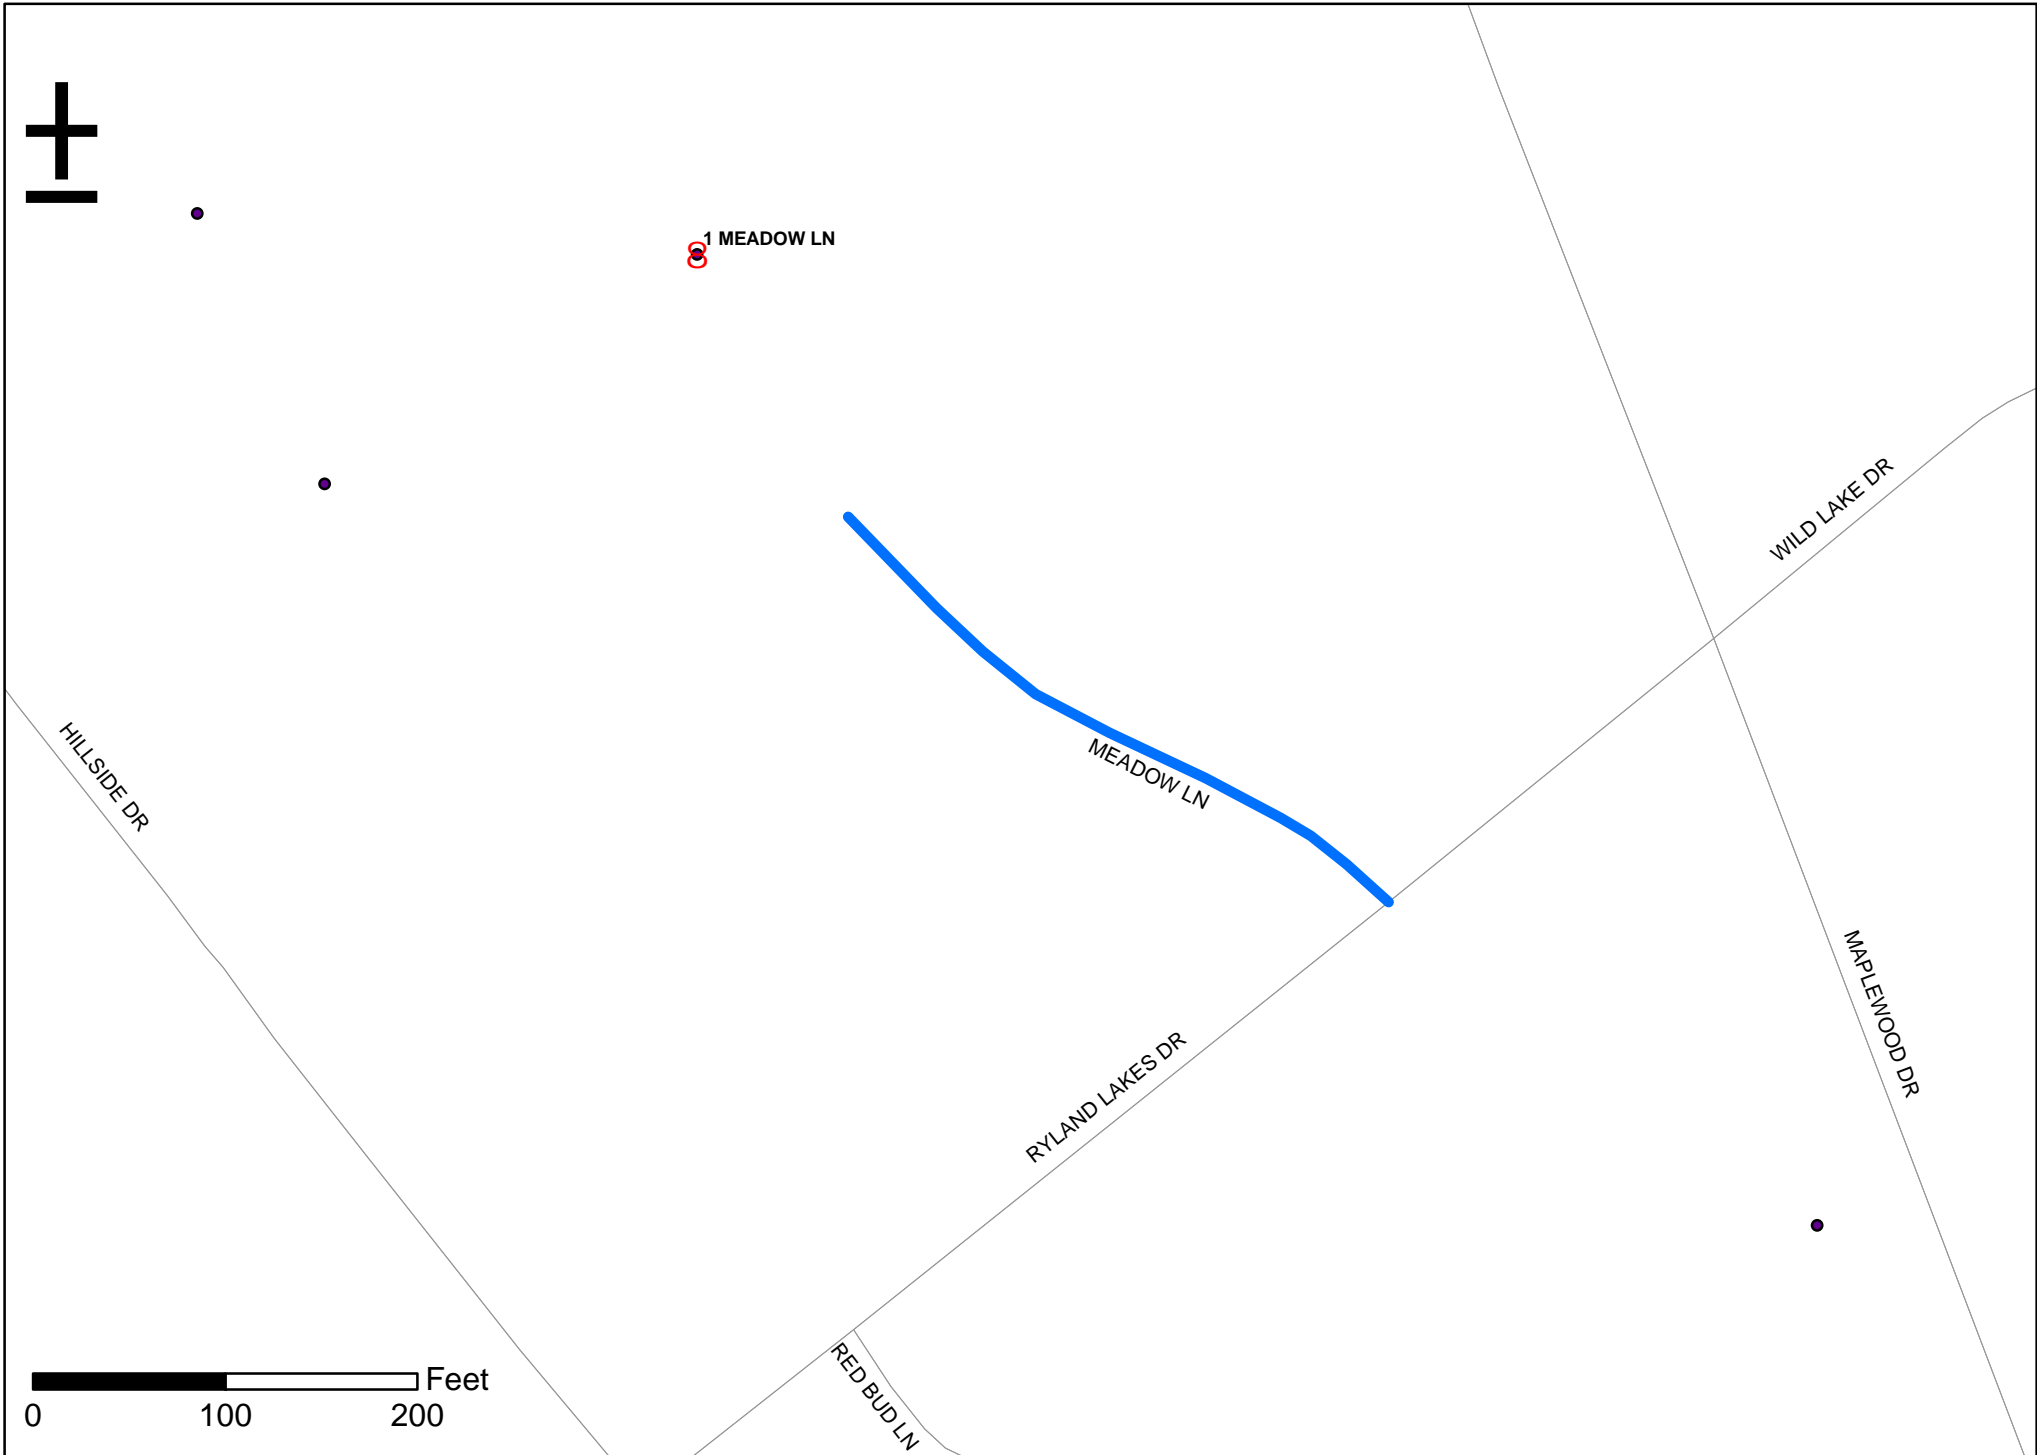 ±
1 MEADOW LN
8
WILD LAKE DR
HILLSIDE DR
MEADOW LN
MAPLEWOOD DR
RYLAND LAKES DR
RED BUD LN
Feet
0 100 200